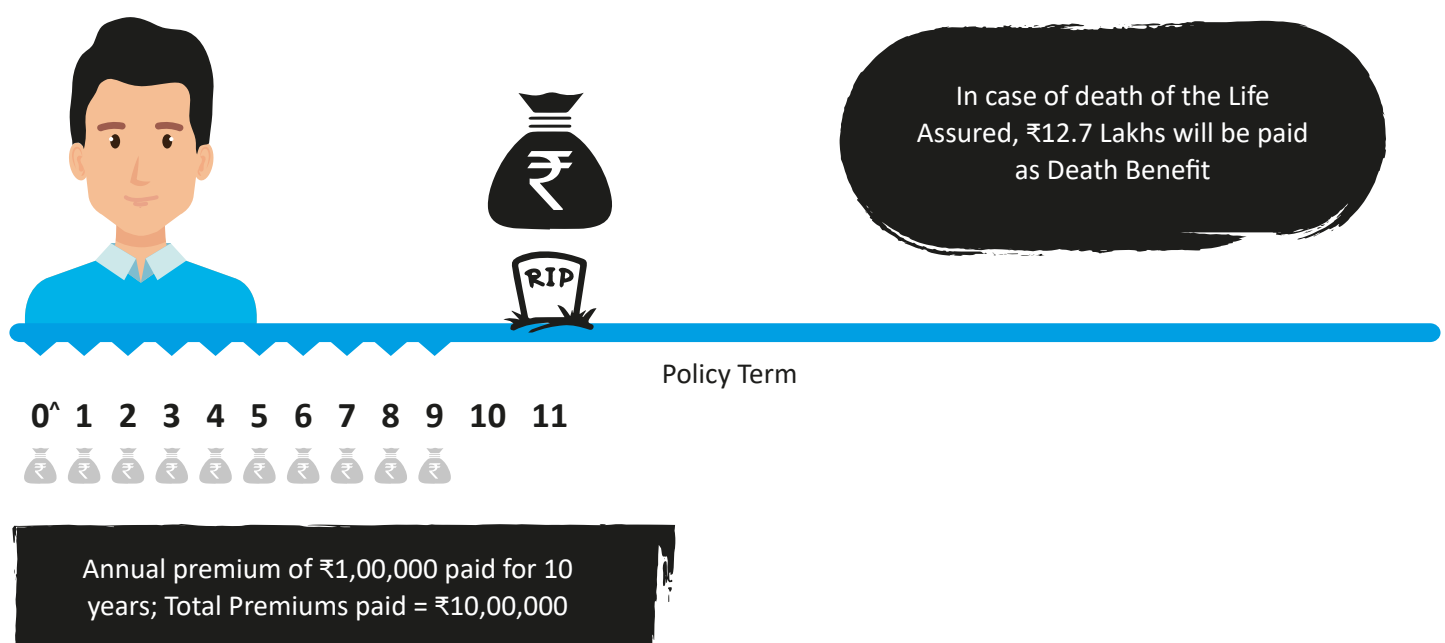 In case of death of the Life
Assured, ₹12.7 Lakhs will be paid
as Death Benefit
₹
RIP
Policy Term
0^ 1 2 3 4 5 6 7 8 9 10 11
₹ ₹ ₹ ₹ ₹ ₹ ₹ ₹ ₹ ₹
Annual premium of ₹1,00,000 paid for 10
years; Total Premiums paid = ₹10,00,000